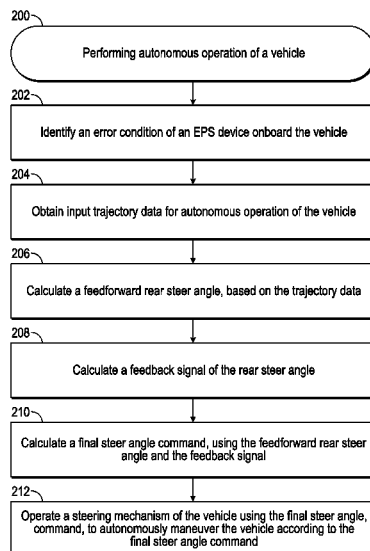 200
Performing autonomous operation of a vehicle
202
Identify an error condition of an EPS device onboard the vehicle
204
Obtain input trajectory data for autonomous operation of the vehicle
206
Calculate a feedforward rear steer angle, based on the trajectory data
208
Calculate a feedback signal of the rear steer angle
210
Calculate a final steer angle command, using the feedforward rear steer
angle and the feedback signal
212
Operate a steering mechanism of the vehicle using the final steer angle,
command, to autonomously maneuver the vehicle according to the
final steer angle command